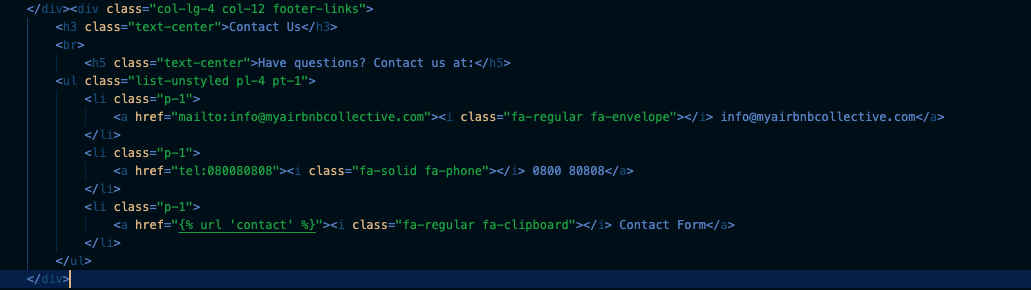 </div><div class="col-lg-4 col-12 footer-links">
<h3 class="text-center">Contact Us</h3>
<br>
<h5 class="text-center">Have questions? Contact us at:</h5>
<ul class="list-unstyled pl-4 pt-1">
<li class="p-1">
<a href="mailto:info@myairbnbcollective.com"><i class="fa-regular fa-envelope"></i> info@myairbnbcollective.com</a>
</li>
<li class="p-1">
<a href="tel:080080808"><i class="fa-solid fa-phone"></i> 0800 80808</a>
</li>
<li class="p-1">
<a href="{% url 'contact' %}"><i class="fa-regular fa-clipboard"></i> Contact Form</a>
</li>
</ul>
</div>